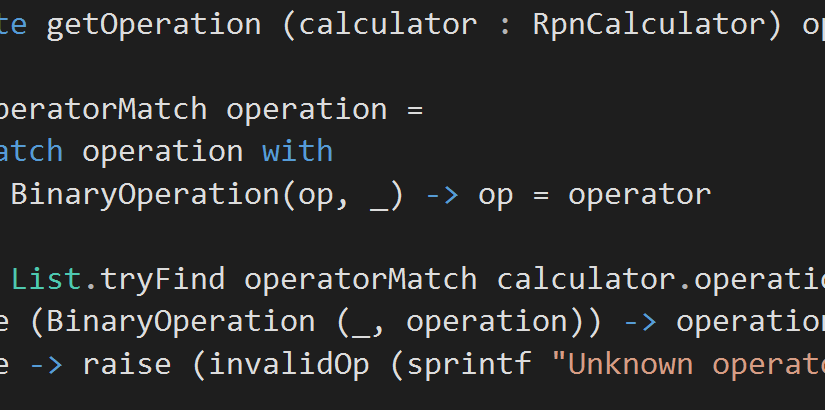 te getOperation (calculator : RpnCalculator) op
peratorMatch operation =
atch operation with
BinaryOperation(op, _) -> op = operator
List.tryFind operatorMatch calculator.operatio
e (BinaryOperation (_, operation)) -> operation
e -> raise (invalidOp (sprintf "Unknown operato